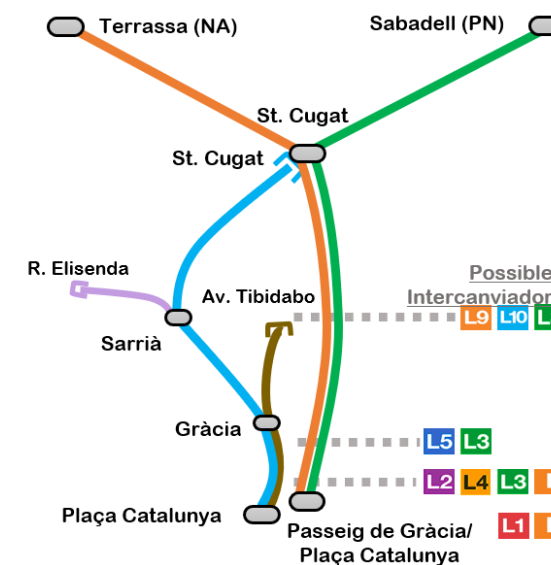 Terrassa (NA)
Sabadell (PN)
St. Cugat
St. Cugat
R. Elisenda
Av. Tibidabo
Possible
Intercanviador
L9 L10
Sarrià
Gràcia
L5 L3
L2 L4 L3
Plaça Catalunya
Passeig de Gràcia/
Plaça Catalunya
L1